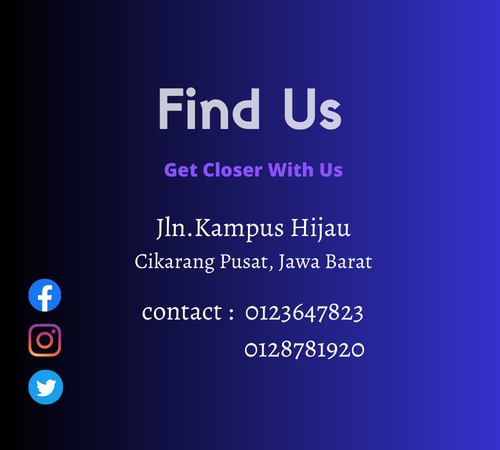 Find Us
Get Closer With Us
Jln.Kampus Hijau
Cikarang Pusat, Jawa Barat
contact : 0123647823
0128781920